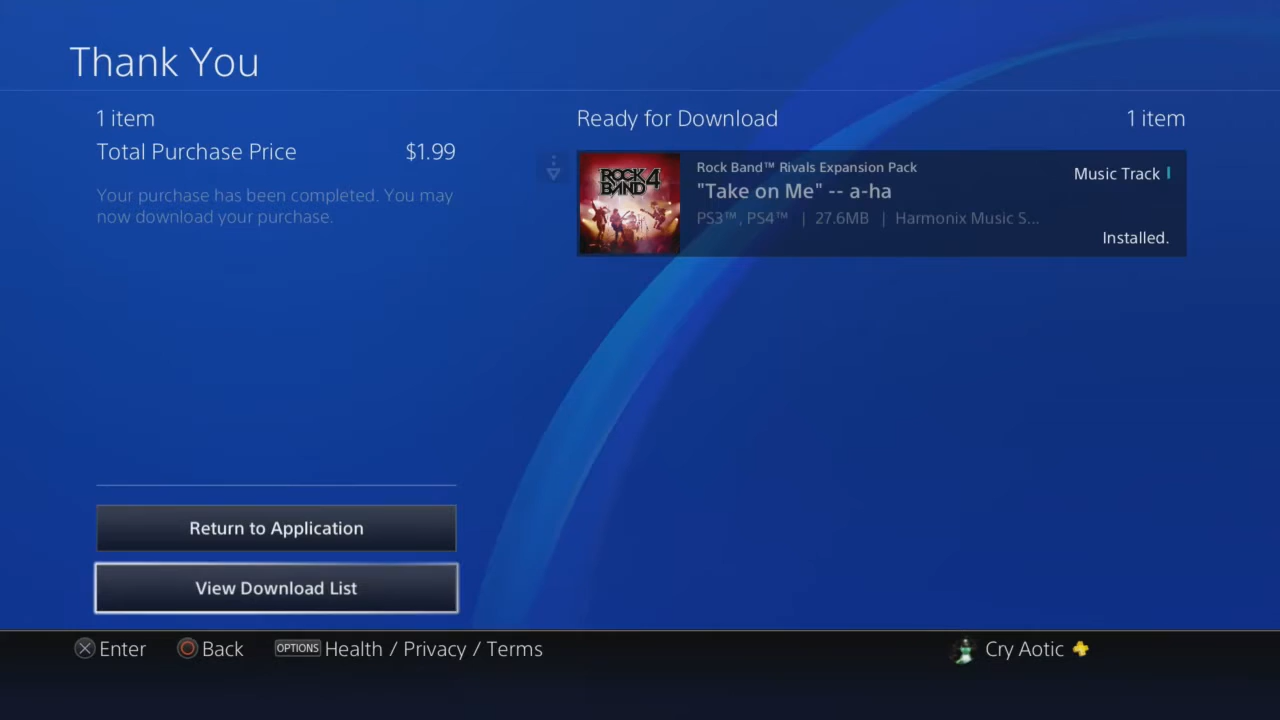 Thank You
1 item
Total Purchase Price $1.99
Your purchase has been completed. You may
now download your purchase.
Return to Application
View Download List
Ready for Download 1 item
ROCK
BAND 4
Rock Band™ Rivals Expansion Pack
"Take on Me" -- a-ha
PS3™, PS4™ | 27.6MB | Harmonix Music S...
Music Track
Installed.
Enter Back OPTIONS Health / Privacy / Terms Cry Aotic